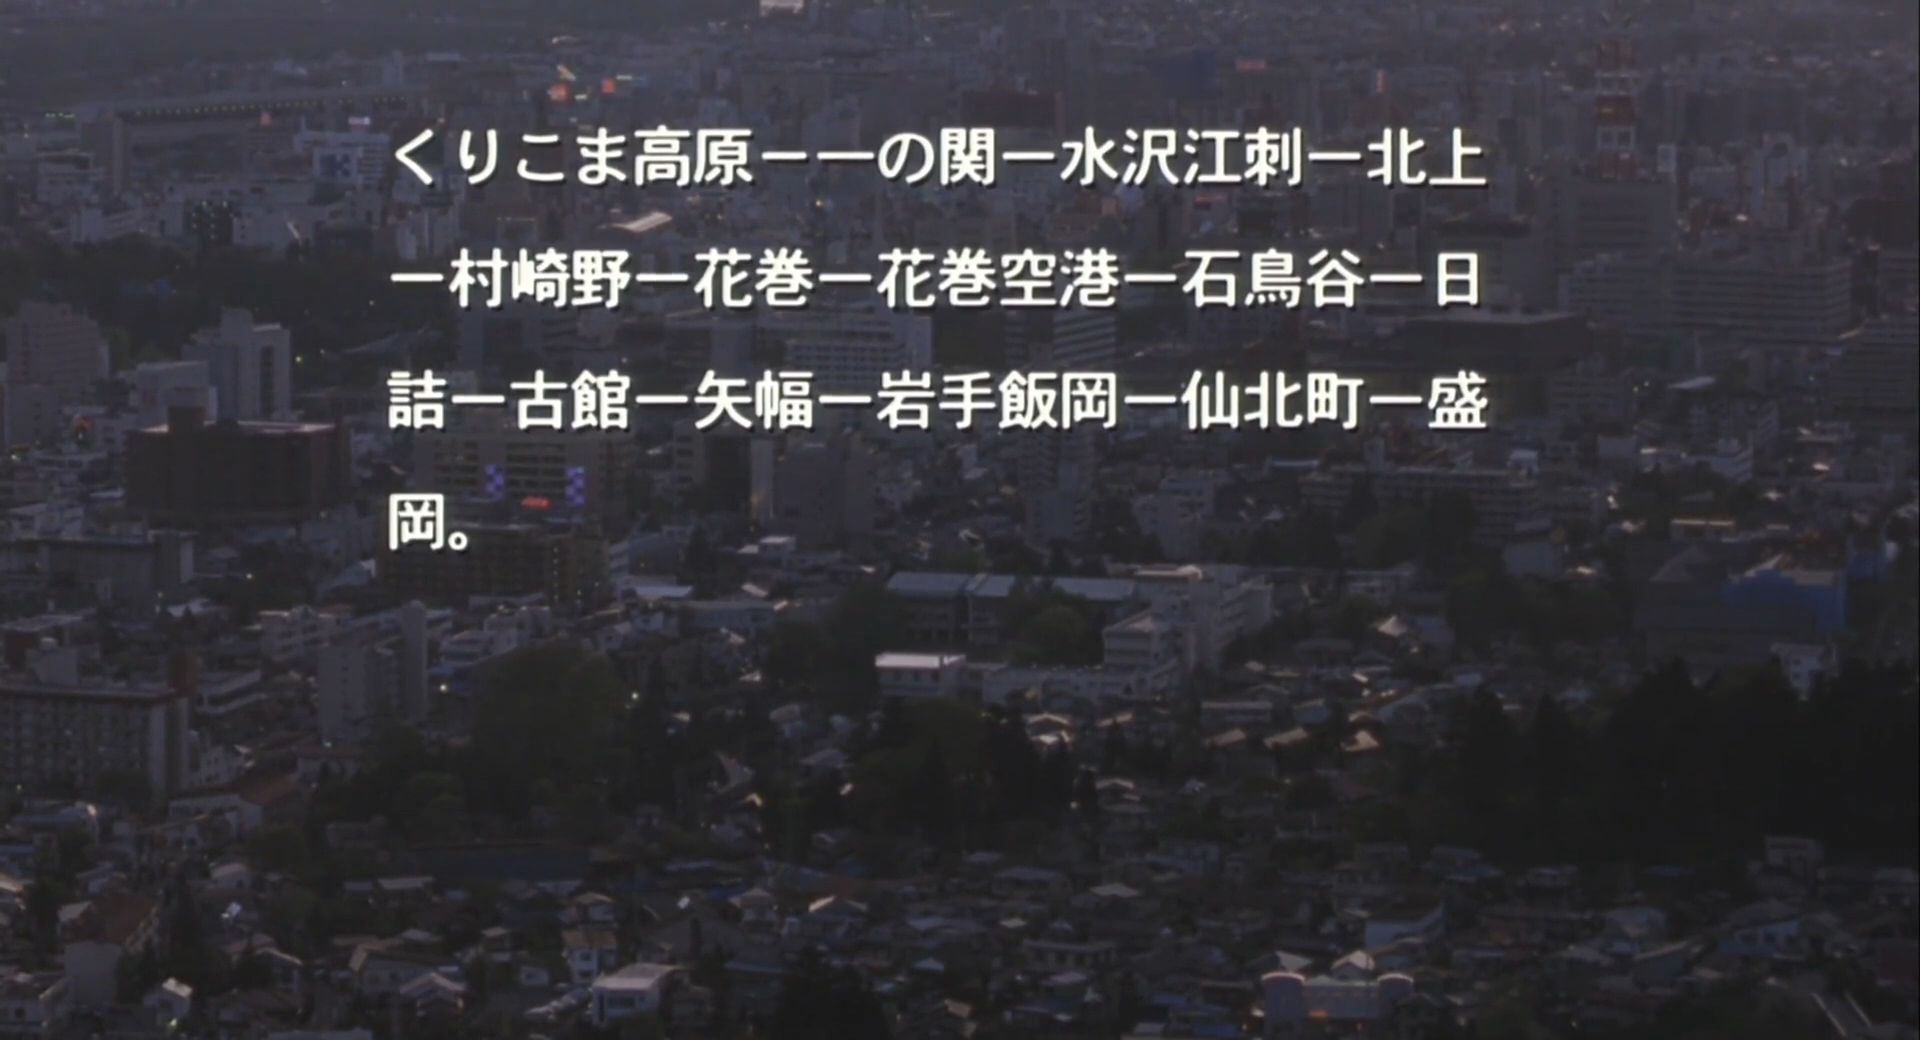 くりこま高原ー一の関ー水沢江刺ー北上
ー村崎野ー花巻ー花巻空港ー石鳥谷ー日
詰ー古館ー矢幅ー岩手飯岡ー仙北町ー盛
岡。